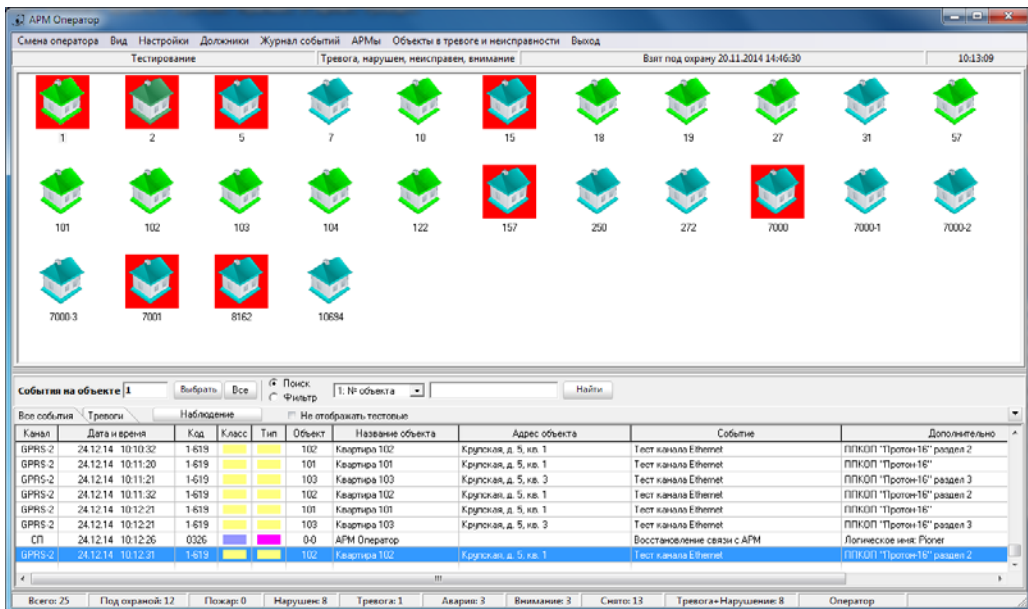 АРМ Оператор
Смена оператора Вид Настройки Должники Журнал событий АРМы Объекты в тревоге и неисправности Выход
Тестирование Тревога, нарушен, неисправен, внимание Взят под охрану 20.11.2014 14:46:30 10:13:09
1 2 5 7 10 15 18 19 27 31 57
101 102 103 104 122 157 250 272 7000 7000-1 7000-2
7000-3 7001 8162 10694
События на объекте 1 Выбрать Все Поиск Фильтр 1: № объекта Найти
Все события Тревоги Наблюдение Не отображать тестовые
Канал Дата и время Код Класс Тип Объект Название объекта Адрес объекта Событие Дополнительно
GPRS-2 24.12.14 10:10:32 1-619 102 Квартира 102 Крупская, д. 5, кв. 1 Тест канала Ethernet ППКОП "Протон-16" раздел 2
GPRS-2 24.12.14 10:11:20 1-619 101 Квартира 101 Крупская, д. 5, кв. 1 Тест канала Ethernet ППКОП "Протон-16"
GPRS-2 24.12.14 10:11:21 1-619 103 Квартира 103 Крупская, д. 5, кв. 3 Тест канала Ethernet ППКОП "Протон-16" раздел 3
GPRS-2 24.12.14 10:11:32 1-619 102 Квартира 102 Крупская, д. 5, кв. 1 Тест канала Ethernet ППКОП "Протон-16" раздел 2
GPRS-2 24.12.14 10:12:21 1-619 101 Квартира 101 Крупская, д. 5, кв. 1 Тест канала Ethernet ППКОП "Протон-16"
GPRS-2 24.12.14 10:12:21 1-619 103 Квартира 103 Крупская, д. 5, кв. 3 Тест канала Ethernet ППКОП "Протон-16" раздел 3
СП 24.12.14 10:12:26 0326 0-0 АРМ Оператор Восстановление связи с АРМ Логическое имя: Pioner
GPRS-2 24.12.14 10:12:31 1-619 102 Квартира 102 Крупская, д. 5, кв. 1 Тест канала Ethernet ППКОП "Протон-16" раздел 2
Всего: 25 Под охраной: 12 Пожар: 0 Нарушен: 8 Тревога: 1 Авария: 3 Внимание: 3 Снято: 13 Тревога+Нарушение: 8 Оператор